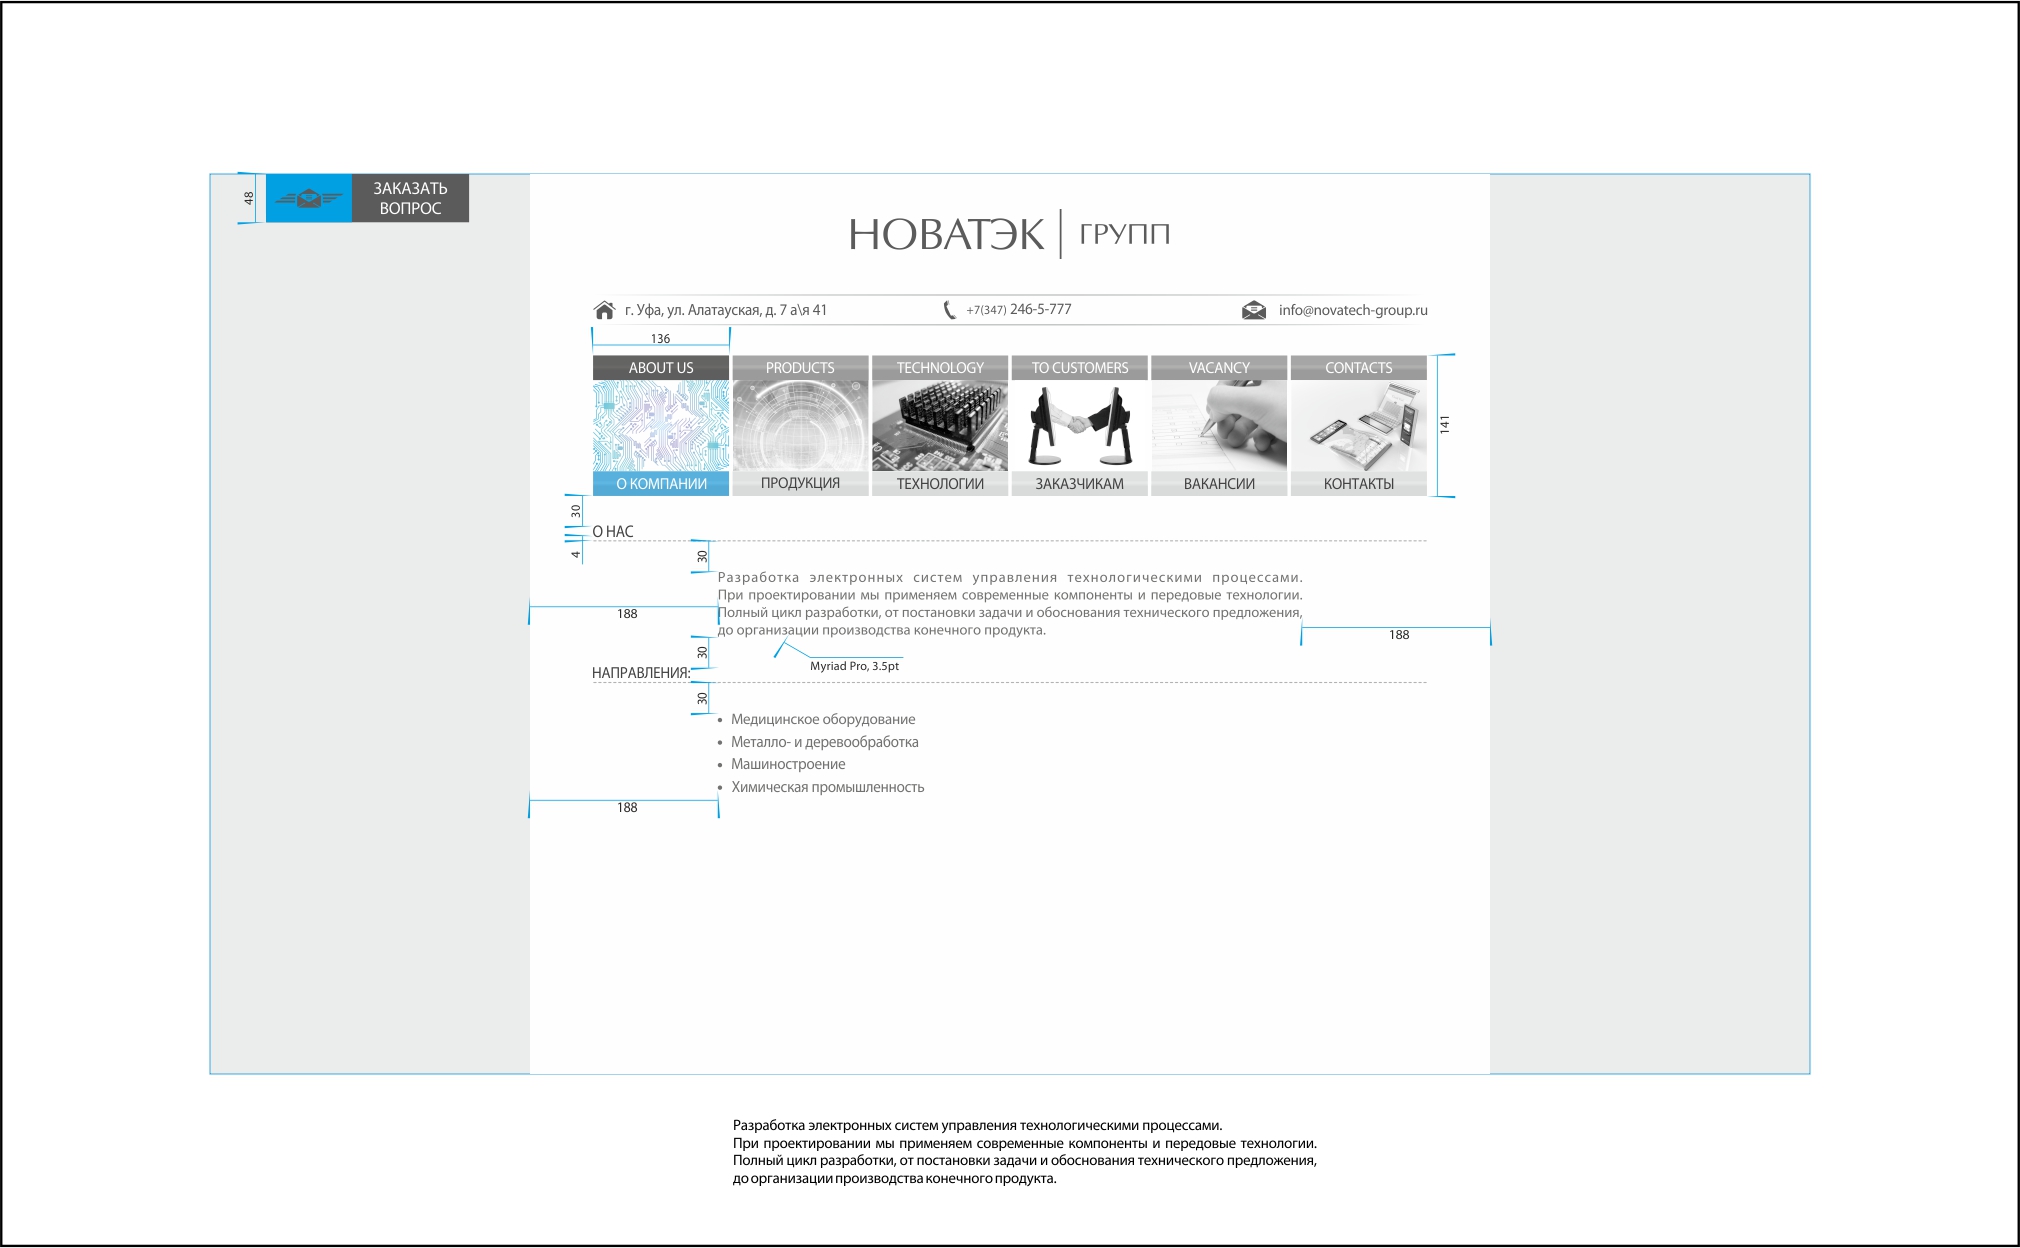 48
ЗАКАЗАТЬ
ВОПРОС
НОВАТЭК | ГРУПП
г. Уфа, ул. Алатауская, д. 7 а\я 41
+7(347) 246-5-777
info@novatech-group.ru
136
ABOUT US
PRODUCTS
TECHNOLOGY
TO CUSTOMERS
VACANCY
CONTACTS
141
О КОМПАНИИ
ПРОДУКЦИЯ
ТЕХНОЛОГИИ
ЗАКАЗЧИКАМ
ВАКАНСИИ
КОНТАКТЫ
30
О НАС
4
30
Разработка электронных систем управления технологическими процессами.
При проектировании мы применяем современные компоненты и передовые технологии.
Полный цикл разработки, от постановки задачи и обоснования технического предложения,
до организации производства конечного продукта.
188
188
30
Myriad Pro, 3.5pt
НАПРАВЛЕНИЯ:
30
• Медицинское оборудование
• Металло- и деревообработка
• Машиностроение
• Химическая промышленность
188
Разработка электронных систем управления технологическими процессами.
При проектировании мы применяем современные компоненты и передовые технологии.
Полный цикл разработки, от постановки задачи и обоснования технического предложения,
до организации производства конечного продукта.